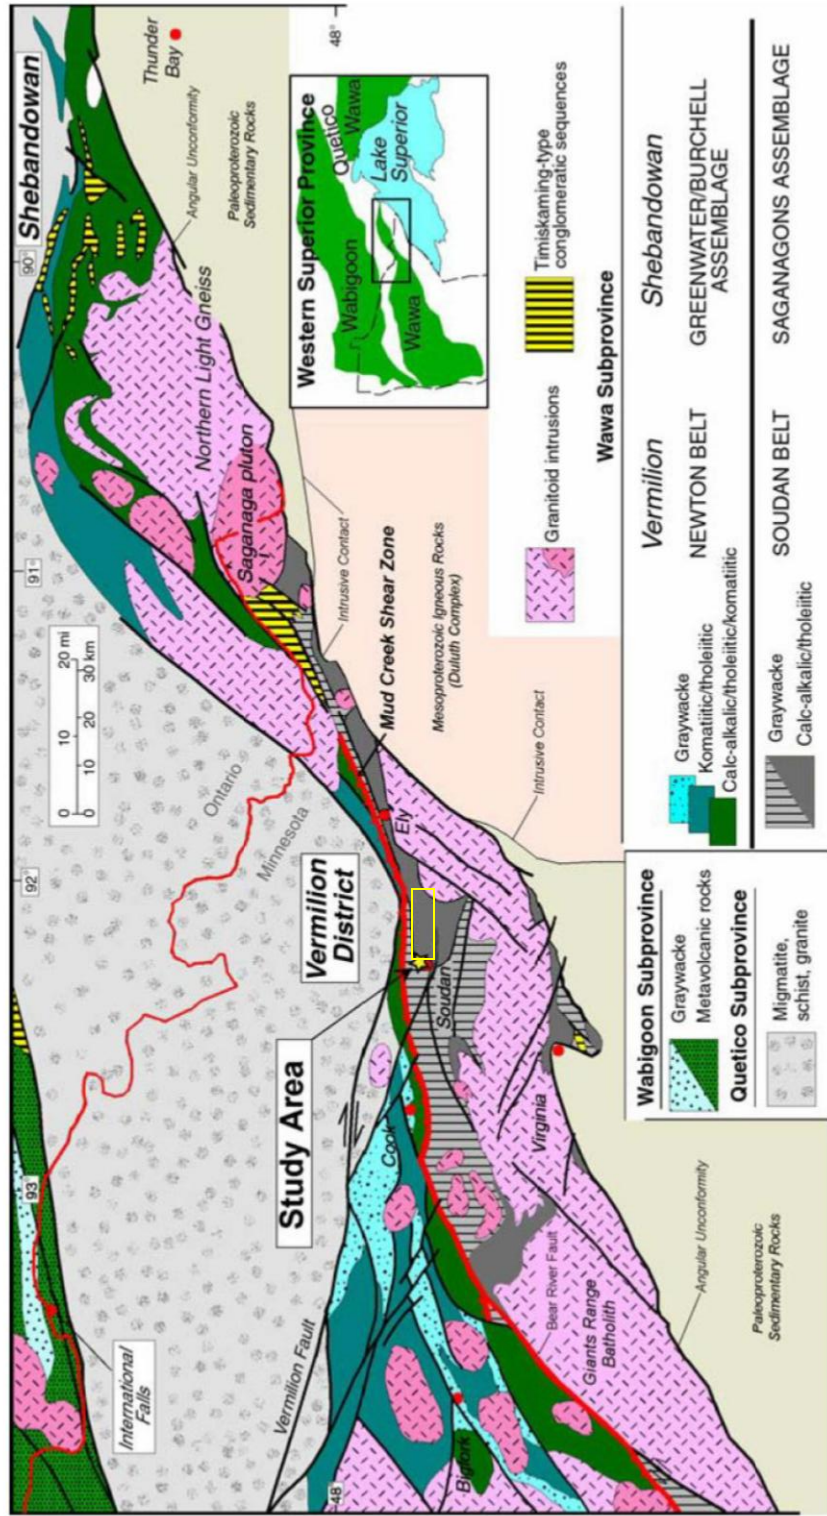 Shebandowan
Thunder
Bay
90°
91°
92°
93°
48°
48°
Angular Unconformity
Paleoproterozoic
Sedimentary Rocks
Northern Light Gneiss
Saganaga pluton
Intrusive Contact
Mud Creek Shear Zone
Mesoproterozoic Igneous Rocks
(Duluth Complex)
20 mi
30 km
10
20
0
10
0
Ontario
Minnesota
Ely
Intrusive Contact
Vermilion
District
Study Area
Soudan
Cook
Virginia
International
Falls
Vermilion Fault
Bear River Fault
Giants Range
Batholith
Bigfork
Angular Unconformity
Paleoproterozoic
Sedimentary Rocks
Western Superior Province
Quetico
Wawa
Lake
Superior
Wabigoon
Wawa
Granitoid intrusions
Timiskaming-type
conglomeratic sequences
Wawa Subprovince
Vermilion
Shebandowan
Graywacke
Komatiitic/tholeiitic
Calc-alkalic/tholeiitic/komatiitic
NEWTON BELT
GREENWATER/BURCHELL
ASSEMBLAGE
Graywacke
Calc-alkalic/tholeiitic
SOUDAN BELT
SAGANAGONS ASSEMBLAGE
Wabigoon Subprovince
Graywacke
Metavolcanic rocks
Quetico Subprovince
Migmatite,
schist, granite